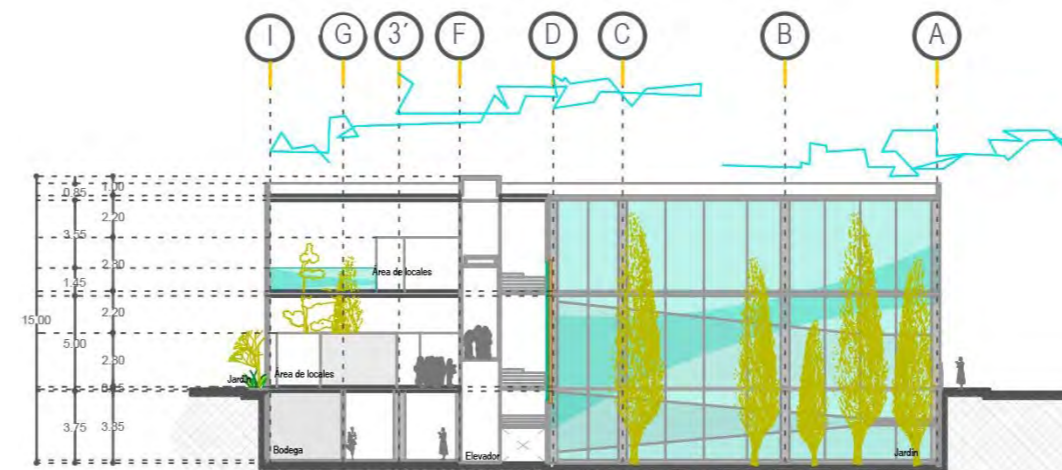 I G 3´ F D C B A
1.00
0.85
2.20
3.55
2.30
Área de locales
1.45
15.00
2.20
5.00
2.30
Área de locales
Jardín
3.75
3.35
Bodega
Elevador
Jardín